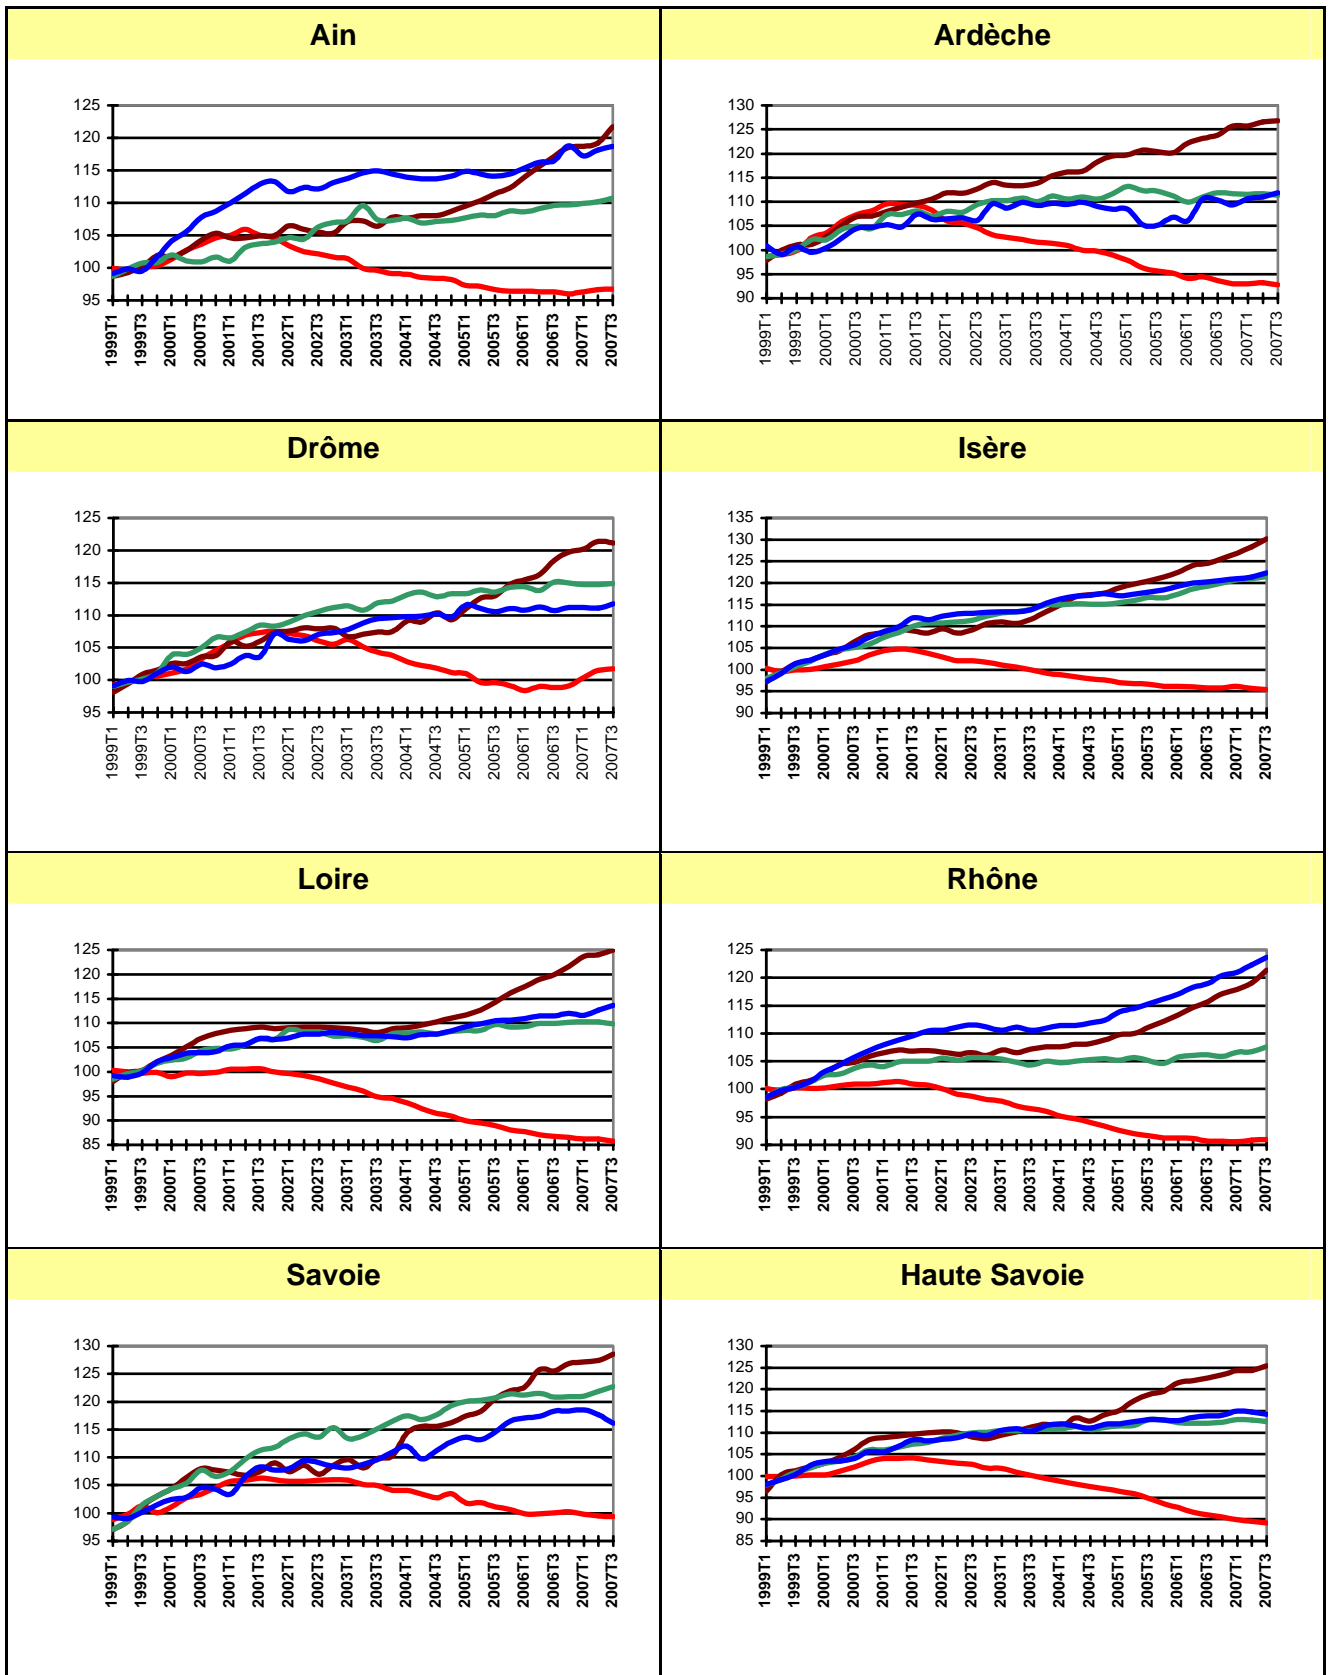 Ain
Ardèche
125
120
115
110
105
100
95
1999T1
1999T3
2000T1
2000T3
2001T1
2001T3
2002T1
2002T3
2003T1
2003T3
2004T1
2004T3
2005T1
2005T3
2006T1
2006T3
2007T1
2007T3
130
125
120
115
110
105
100
95
90
1999T1
1999T3
2000T1
2000T3
2001T1
2001T3
2002T1
2002T3
2003T1
2003T3
2004T1
2004T3
2005T1
2005T3
2006T1
2006T3
2007T1
2007T3
Drôme
Isère
125
120
115
110
105
100
95
1999T1
1999T3
2000T1
2000T3
2001T1
2001T3
2002T1
2002T3
2003T1
2003T3
2004T1
2004T3
2005T1
2005T3
2006T1
2006T3
2007T1
2007T3
135
130
125
120
115
110
105
100
95
90
1999T1
1999T3
2000T1
2000T3
2001T1
2001T3
2002T1
2002T3
2003T1
2003T3
2004T1
2004T3
2005T1
2005T3
2006T1
2006T3
2007T1
2007T3
Loire
Rhône
125
120
115
110
105
100
95
90
85
1999T1
1999T3
2000T1
2000T3
2001T1
2001T3
2002T1
2002T3
2003T1
2003T3
2004T1
2004T3
2005T1
2005T3
2006T1
2006T3
2007T1
2007T3
125
120
115
110
105
100
95
90
1999T1
1999T3
2000T1
2000T3
2001T1
2001T3
2002T1
2002T3
2003T1
2003T3
2004T1
2004T3
2005T1
2005T3
2006T1
2006T3
2007T1
2007T3
Savoie
Haute Savoie
130
125
120
115
110
105
100
95
1999T1
1999T3
2000T1
2000T3
2001T1
2001T3
2002T1
2002T3
2003T1
2003T3
2004T1
2004T3
2005T1
2005T3
2006T1
2006T3
2007T1
2007T3
130
125
120
115
110
105
100
95
90
85
1999T1
1999T3
2000T1
2000T3
2001T1
2001T3
2002T1
2002T3
2003T1
2003T3
2004T1
2004T3
2005T1
2005T3
2006T1
2006T3
2007T1
2007T3